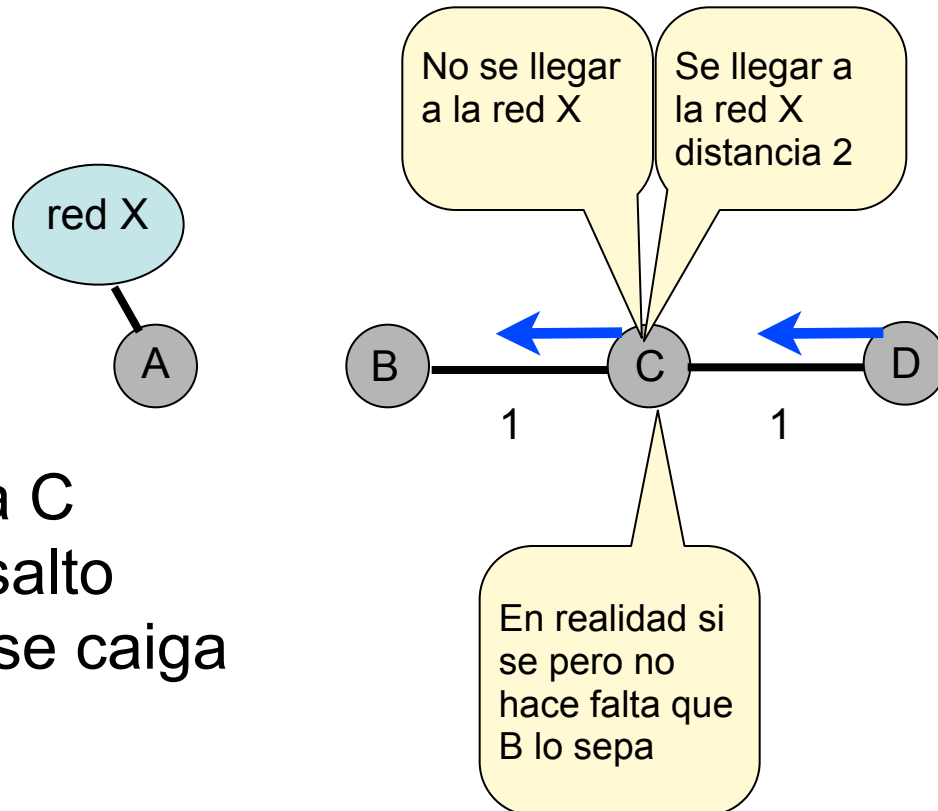 No se llegar
a la red X
Se llegar a
la red X
distancia 2
red X
A
B
C
D
1
1
a C
salto
se caiga
En realidad si
se pero no
hace falta que
B lo sepa